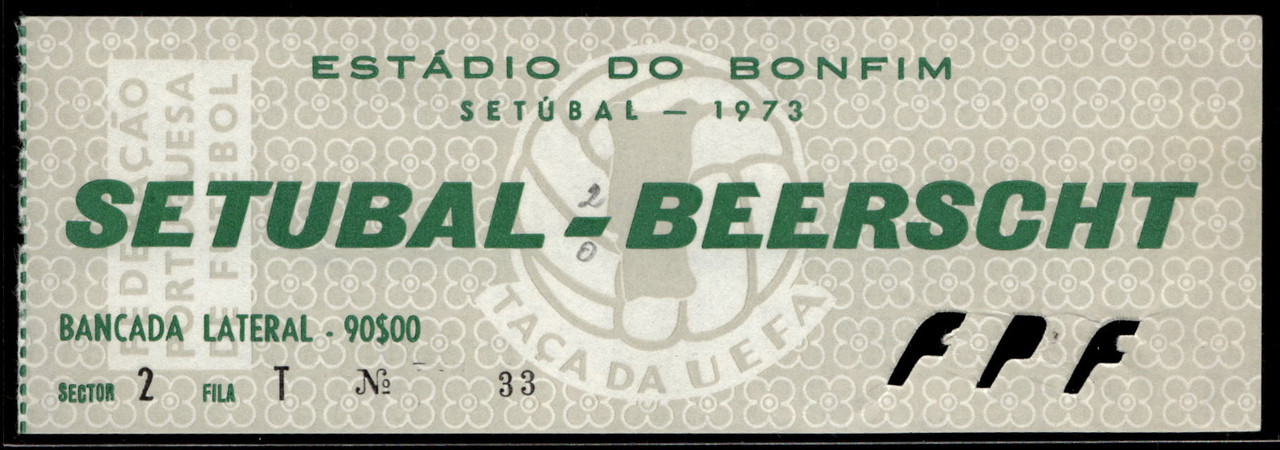 FEDERAÇÃO
PORTUGUESA
DE FUTEBOL
ESTÁDIO DO BONFIM
SETÚBAL — 1973
2
SETUBAL - BEERSCHT
0
TAÇA DA UEFA
BANCADA LATERAL - 90$00
SECTOR 2 FILA T Nº 33
FPF